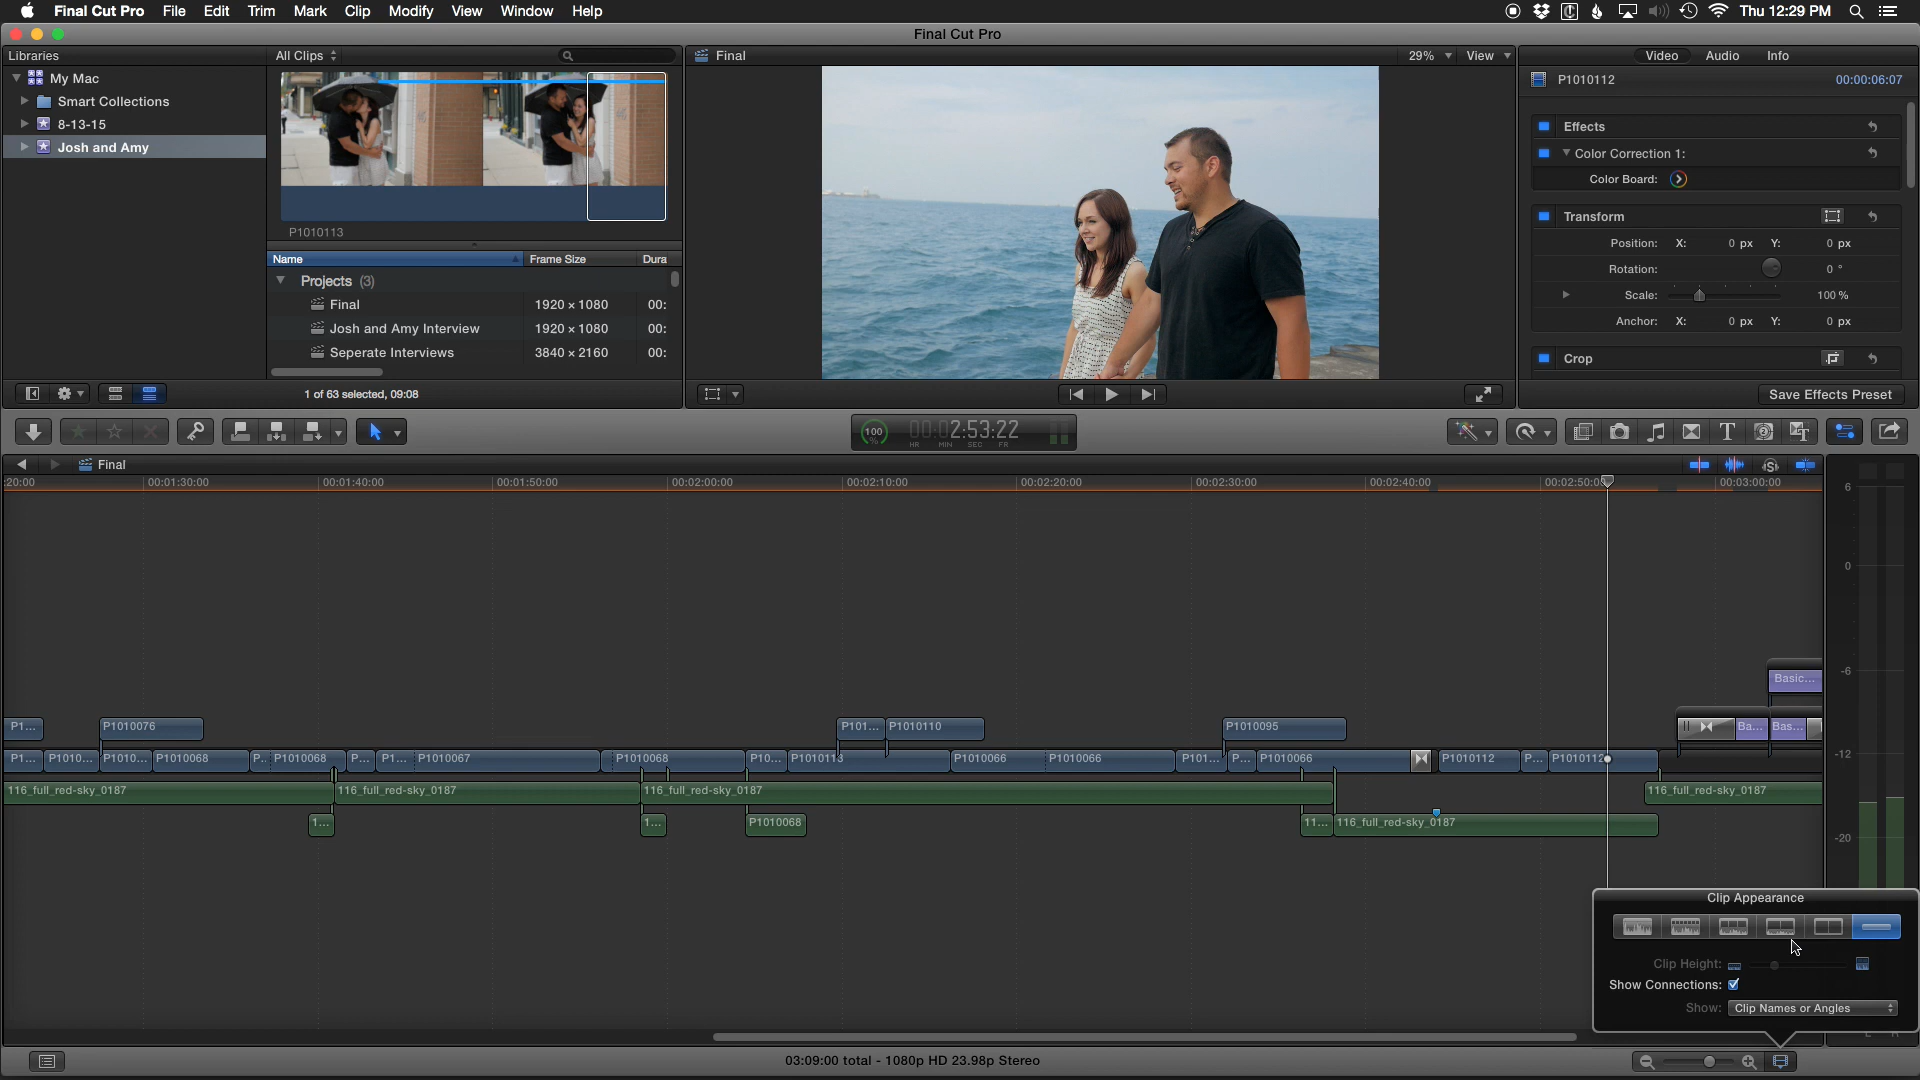 Final Cut Pro File Edit Trim Mark Clip Modify View Window Help Thu 12:29 PM
Final Cut Pro
Libraries
All Clips
Final
29%
View
Video Audio Info
My Mac
Smart Collections
8-13-15
Josh and Amy
P1010113
Name Frame Size Dura
Projects (3)
Final 1920 × 1080 00:
Josh and Amy Interview 1920 × 1080 00:
Seperate Interviews 3840 × 2160 00:
1 of 63 selected, 09:08
P1010112 00:00:06:07
Effects
Color Correction 1:
Color Board:
Transform
Position: X: 0 px Y: 0 px
Rotation: 0 °
Scale: 100 %
Anchor: X: 0 px Y: 0 px
Crop
Save Effects Preset
100 % 00:02:53:22
HR MIN SEC FR
Final
:20:00 00:01:30:00 00:01:40:00 00:01:50:00 00:02:00:00 00:02:10:00 00:02:20:00 00:02:30:00 00:02:40:00 00:02:50:00 00:03:00:00
Basic...
P1... P1010076 P101... P1010110 P1010095 Ba... Bas...
P1... P1010... P1010... P1010068 P.. P1010068 P... P1... P1010067 P1010068 P10... P1010113 P1010066 P1010066 P101... P... P1010066 P1010112 P... P1010112
116_full_red-sky_0187 116_full_red-sky_0187 116_full_red-sky_0187 116_full_red-sky_0187
1... 1... P1010068 11... 116_full_red-sky_0187
6
0
-6
-12
-20
Clip Appearance
Clip Height:
Show Connections:
Show: Clip Names or Angles
03:09:00 total - 1080p HD 23.98p Stereo